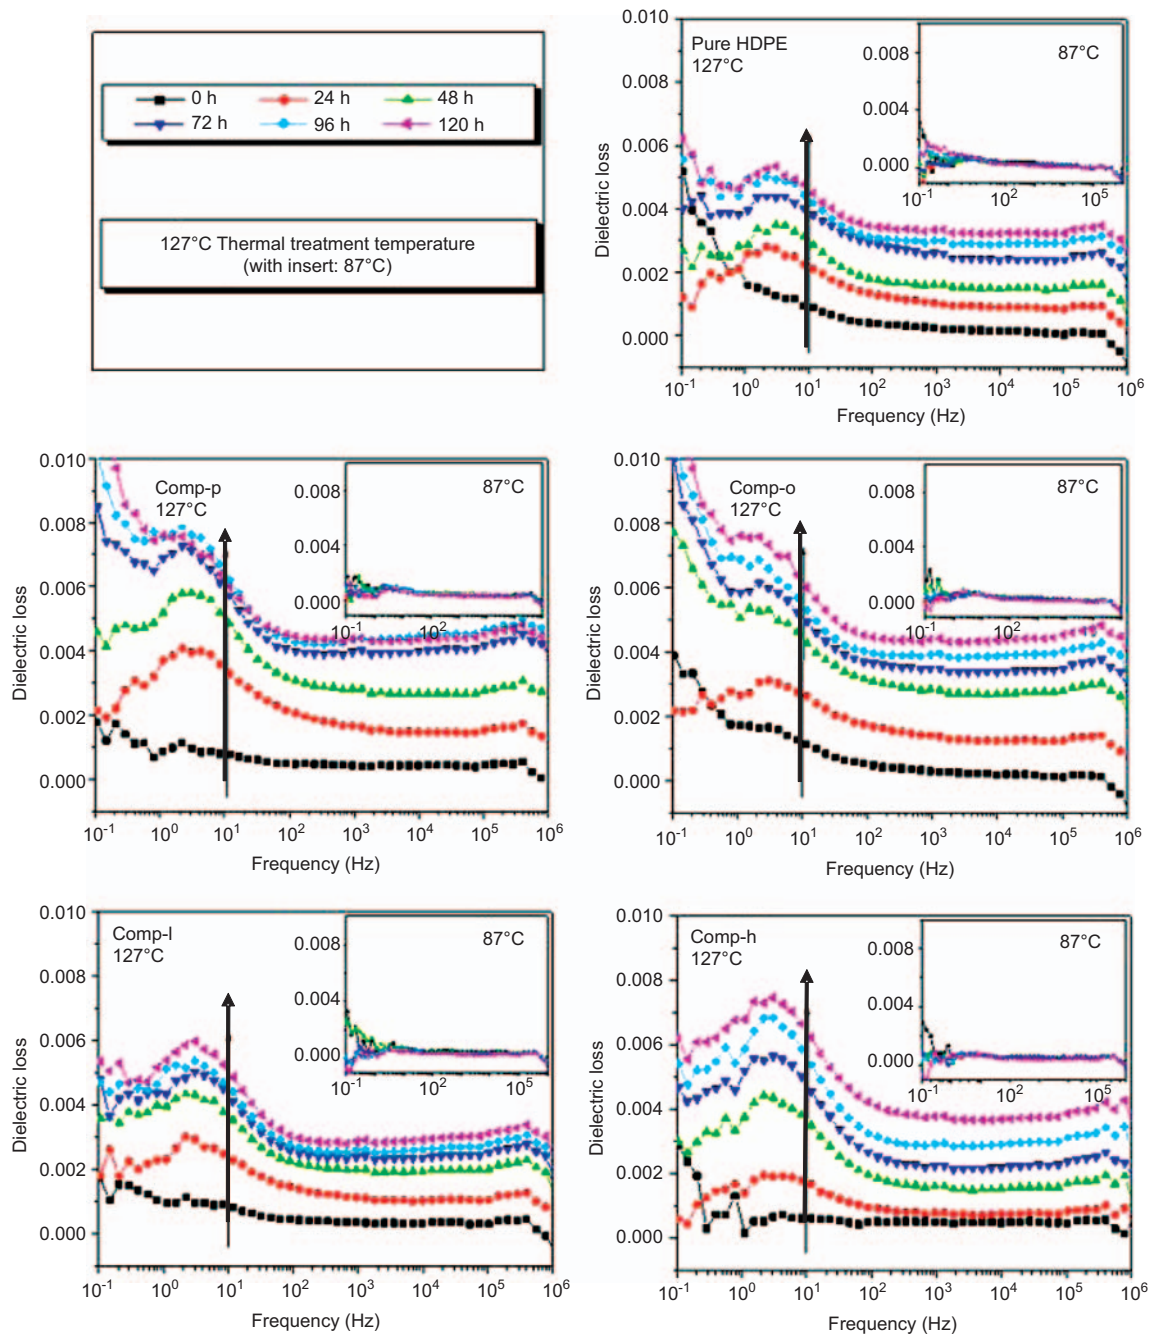 0 h 24 h 48 h
72 h 96 h 120 h
127°C Thermal treatment temperature
(with insert: 87°C)
Pure HDPE
127°C
87°C
0.010
0.008
0.006
0.004
0.002
0.000
Dielectric loss
0.008
0.004
0.000
10-1 102 105
10-1 100 101 102 103 104 105 106
Frequency (Hz)
Comp-p
127°C
87°C
0.010
0.008
0.006
0.004
0.002
0.000
Dielectric loss
0.008
0.004
0.000
10-1 102
10-1 100 101 102 103 104 105 106
Frequency (Hz)
Comp-o
127°C
87°C
0.010
0.008
0.006
0.004
0.002
0.000
Dielectric loss
0.008
0.004
0.000
10-1 102
10-1 100 101 102 103 104 105 106
Frequency (Hz)
Comp-l
127°C
87°C
0.010
0.008
0.006
0.004
0.002
0.000
Dielectric loss
0.008
0.004
0.000
10-1 102 105
10-1 100 101 102 103 104 105 106
Frequency (Hz)
Comp-h
127°C
87°C
0.010
0.008
0.006
0.004
0.002
0.000
Dielectric loss
0.008
0.004
0.000
10-1 102 105
10-1 100 101 102 103 104 105 106
Frequency (Hz)